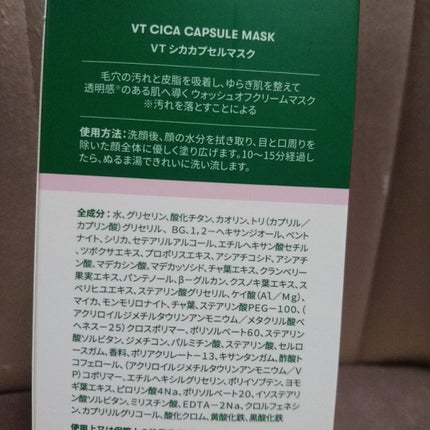 VT CICA CAPSULE MASK
VT シカカプセルマスク
毛穴の汚れと皮脂を吸着し、ゆらぎ肌を整えて
透明感※のある肌へ導くウォッシュオフクリームマスク
※汚れを落とすことによる
使用方法:洗顔後、顔の水分を拭き取り、目と口周り
を除いた顔全体に優しく塗り広げます。10〜15分経過し
たら、ぬるま湯できれいに洗い流します。
全成分:水、グリセリン、酸化チタン、カオリン、トリ(カプリル/
カプリン酸)グリセリル、BG、1,2-ヘキサンジオール、ベント
ナイト、シリカ、セテアリルアルコール、エチルヘキサン酸セチル
、ツボクサエキス、プロポリスエキス、アシアチコシド、アシアチ
ン酸、マデカシン酸、マデカッソシド、チャ葉エキス、クランベリー
果実エキス、パンテノール、β-グルカン、クスノキ葉エキス、ス
ベリヒユエキス、ステアリン酸グリセリル、ケイ酸(Al/Mg)、
マイカ、モンモリロナイト、チャ葉、ステアリン酸PEG-100、(
アクリロイルジメチルタウリンアンモニウム/メタクリル酸ベ
ヘネス-25)クロスポリマー、ポリソルベート60、ステアリン
酸ソルビタン、ジメチコン、パルミチン酸、ステアリン酸、セルロ
ースガム、香料、ポリアクリレート-13、キサンタンガム、酢酸ト
コフェロール、(アクリロイルジメチルタウリンアンモニウム/V
P)コポリマー、エチルヘキシルグリセリン、ポリイソブテン、ヨモ
ギ葉エキス、ピロリン酸4Na、ポリソルベート20、イソステアリ
ン酸ソルビタン、ミリスチン酸、EDTA-2Na、クロルフェネシ
ン、カプリリルグリコール、酸化クロム、黄酸化鉄、黒酸化鉄